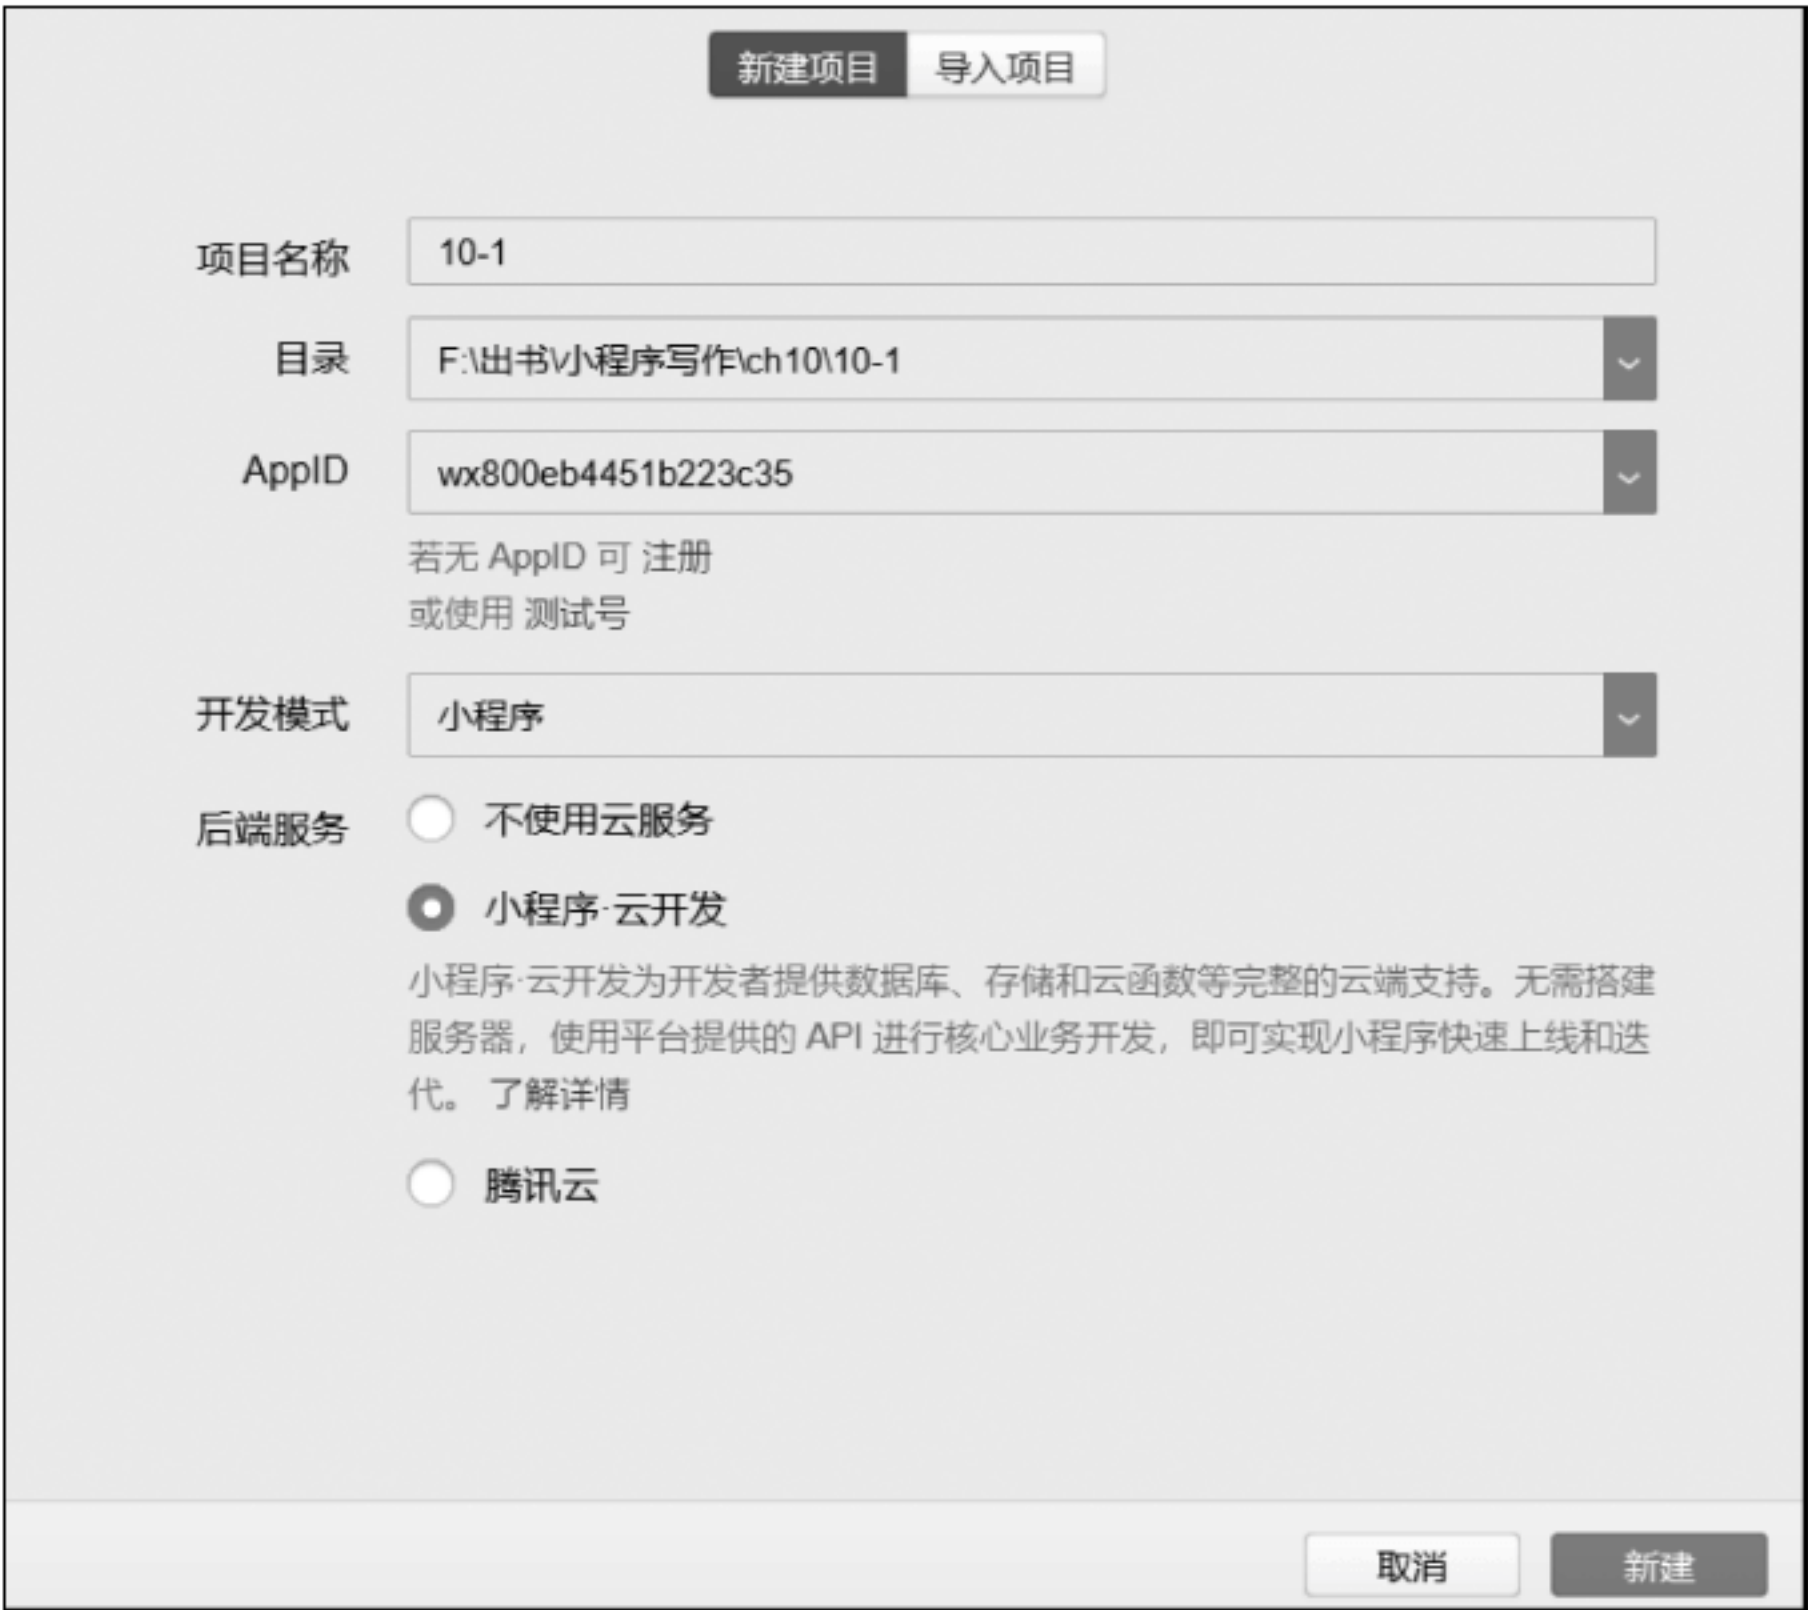 新建项目 导入项目
项目名称 10-1
目录 F:\出书\小程序写作\ch10\10-1
AppID wx800eb4451b223c35
若无 AppID 可 注册
或使用 测试号
开发模式 小程序
后端服务 不使用云服务
小程序·云开发
小程序·云开发为开发者提供数据库、存储和云函数等完整的云端支持。无需搭建
服务器，使用平台提供的 API 进行核心业务开发，即可实现小程序快速上线和迭
代。 了解详情
腾讯云
取消 新建